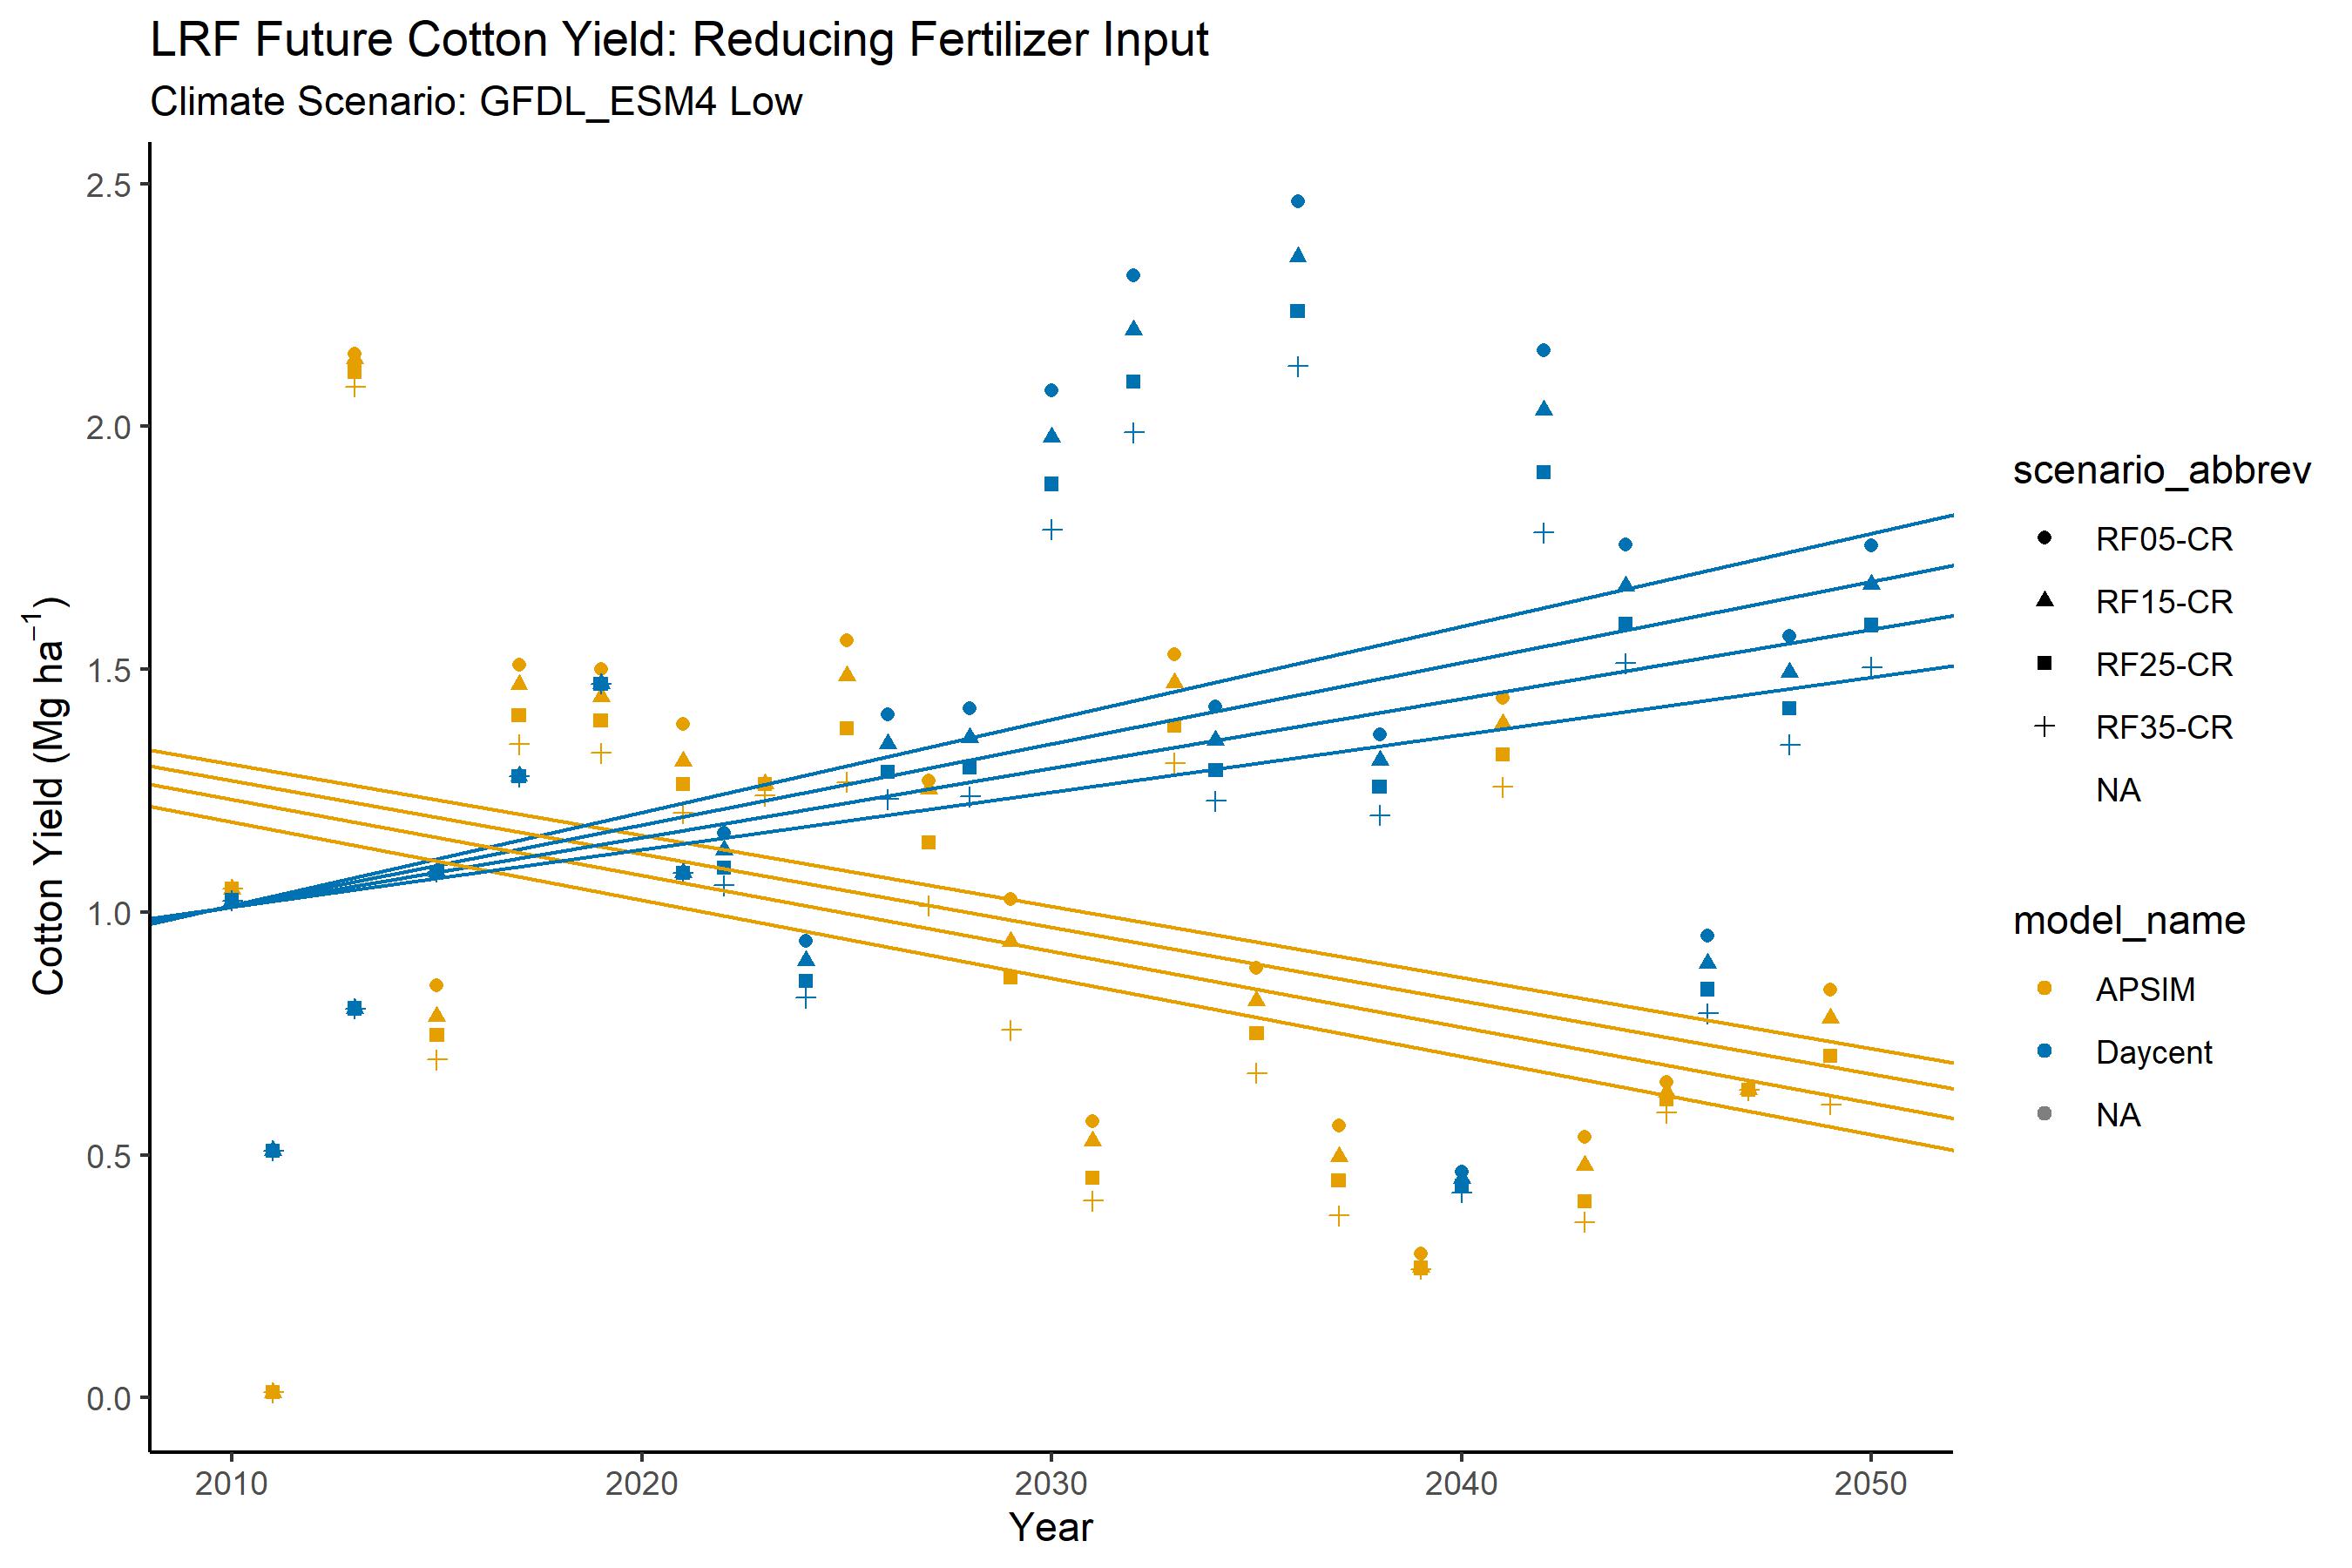 LRF Future Cotton Yield: Reducing Fertilizer Input
Climate Scenario: GFDL_ESM4 Low
Cotton Yield (Mg ha⁻¹)
2.5
2.0
1.5
1.0
0.5
0.0
2010 2020 2030 2040 2050
Year
scenario_abbrev
RF05-CR
RF15-CR
RF25-CR
RF35-CR
NA
model_name
APSIM
Daycent
NA